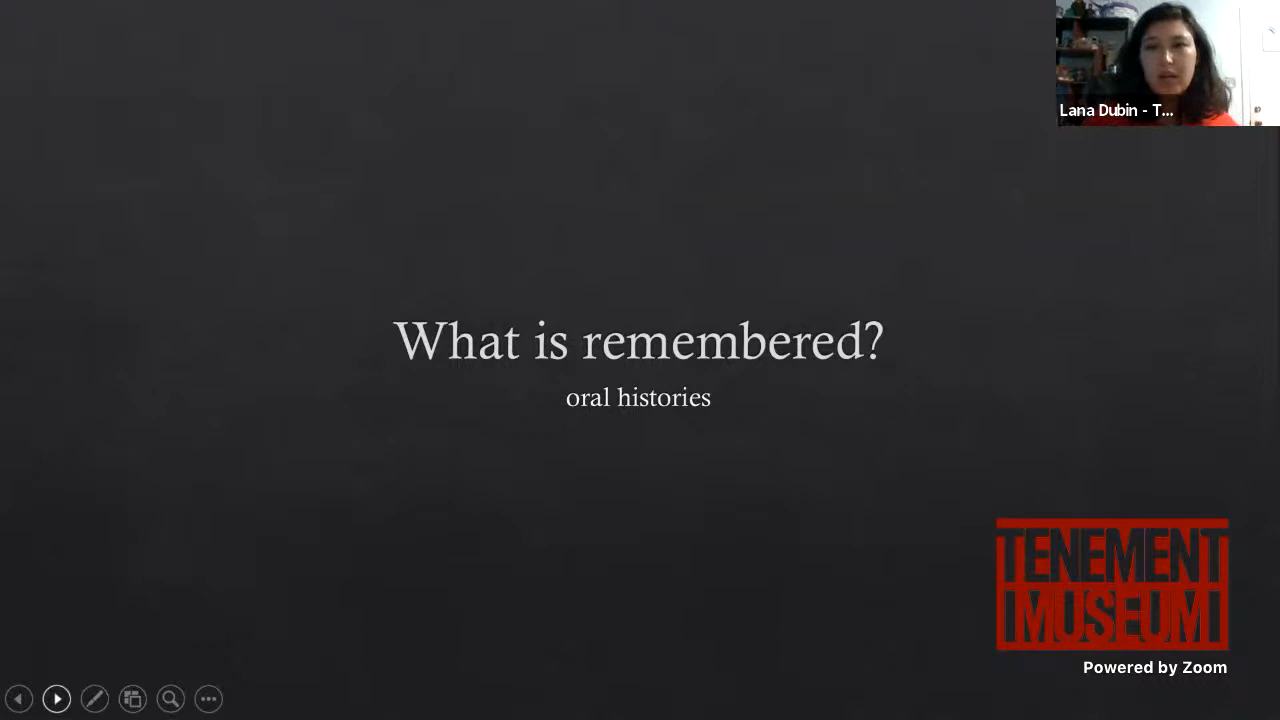 Lana Dubin - T...
What is remembered?
oral histories
TENEMENT
MUSEUM
Powered by Zoom